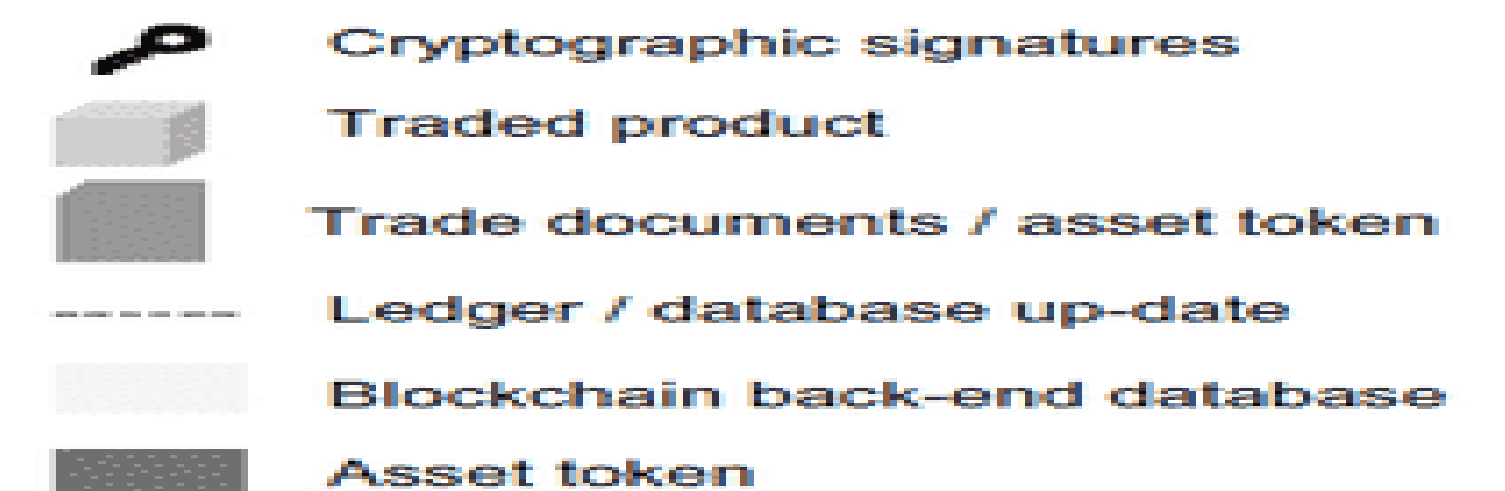 Cryptographic signatures
Traded product
Trade documents / asset token
Ledger / database up-date
Blockchain back-end database
Asset token